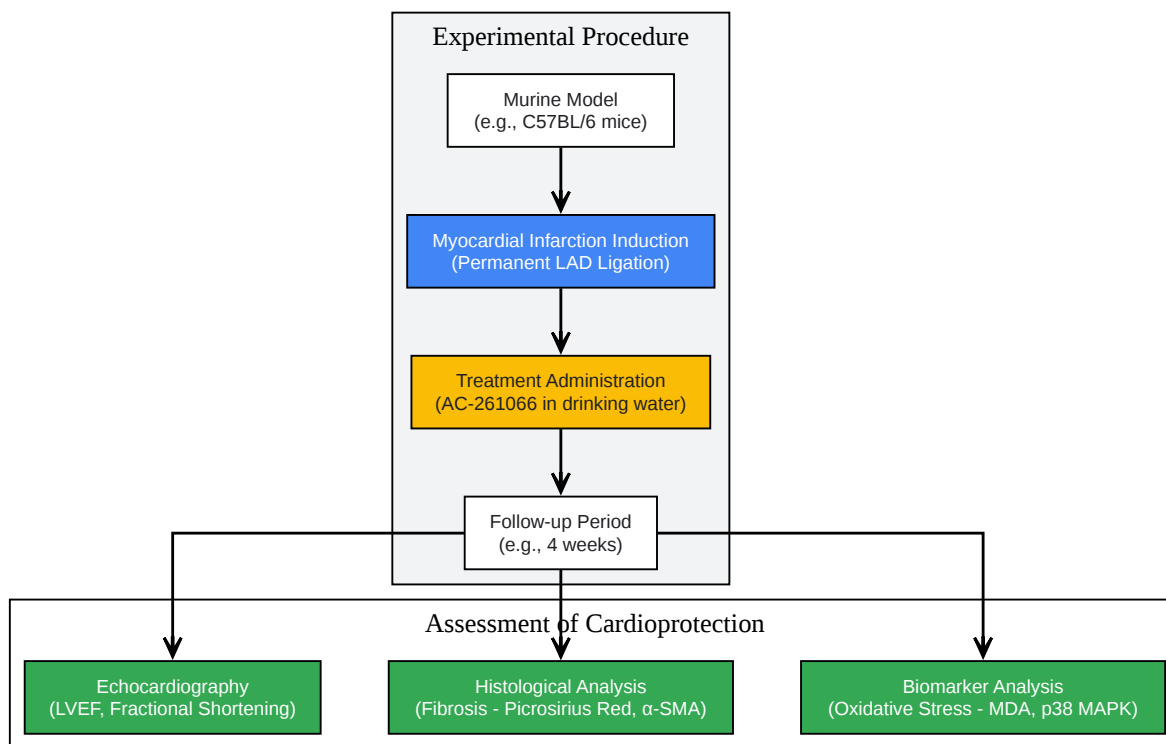 Experimental Procedure
Murine Model
(e.g., C57BL/6 mice)
Myocardial Infarction Induction
(Permanent LAD Ligation)
Treatment Administration
(AC-261066 in drinking water)
Follow-up Period
(e.g., 4 weeks)
Assessment of Cardioprotection
Echocardiography
(LVEF, Fractional Shortening)
Histological Analysis
(Fibrosis - Picrosirius Red, α-SMA)
Biomarker Analysis
(Oxidative Stress - MDA, p38 MAPK)